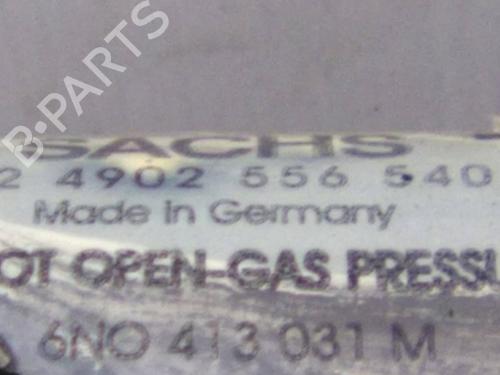 B-PARTS
SACHS
2 4902 556 540
Made in Germany
OT OPEN-GAS PRESSU
6N0 413 031 M